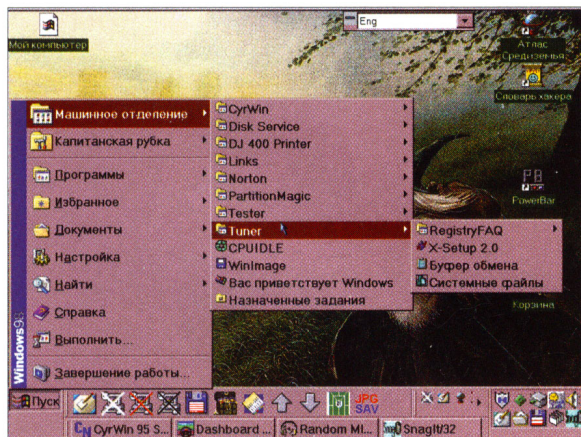 Eng
Мой компьютер
Атлас
Средиземья
Словарь хакера
PB
PowerBar
Корзина
Машинное отделение
Капитанская рубка
Программы
Избранное
Документы
Настройка
Найти
Справка
Выполнить...
Завершение работы...
Windows98
CyrWin
Disk Service
DJ 400 Printer
Links
Norton
PartitionMagic
Tester
Tuner
CPUIDLE
WinImage
Вас приветствует Windows
Назначенные задания
RegistryFAQ
X-Setup 2.0
Буфер обмена
Системные файлы
Пуск
JPG
SAV
CyrWin 95 S...
Dashboard ...
Random MI...
SnagIt/32